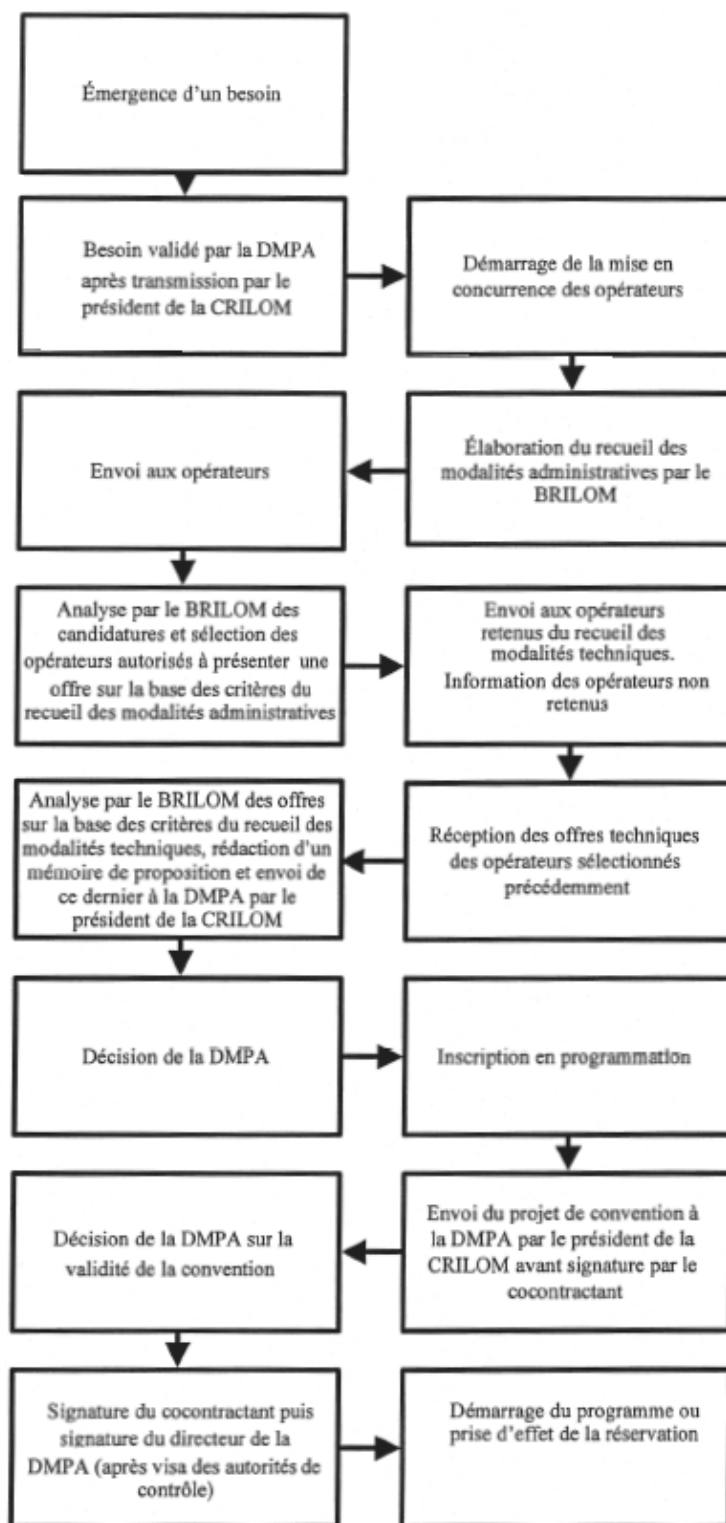 Émergence d'un besoin
Besoin validé par la DMPA
après transmission par le
président de la CRILOM
Démarrage de la mise en
concurrence des opérateurs
Élaboration du recueil des
modalités administratives par le
BRILOM
Envoi aux opérateurs
Analyse par le BRILOM des
candidatures et sélection des
opérateurs autorisés à présenter une
offre sur la base des critères du
recueil des modalités administratives
Envoi aux opérateurs
retenus du recueil des
modalités techniques.
Information des opérateurs non
retenus
Réception des offres techniques
des opérateurs sélectionnés
précédemment
Analyse par le BRILOM des offres
sur la base des critères du recueil des
modalités techniques, rédaction d'un
mémoire de proposition et envoi de
ce dernier à la DMPA par le
président de la CRILOM
Décision de la DMPA
Inscription en programmation
Envoi du projet de convention à
la DMPA par le président de la
CRILOM avant signature par le
cocontractant
Décision de la DMPA sur la
validité de la convention
Signature du cocontractant puis
signature du directeur de la
DMPA (après visa des autorités de
contrôle)
Démarrage du programme ou
prise d'effet de la réservation